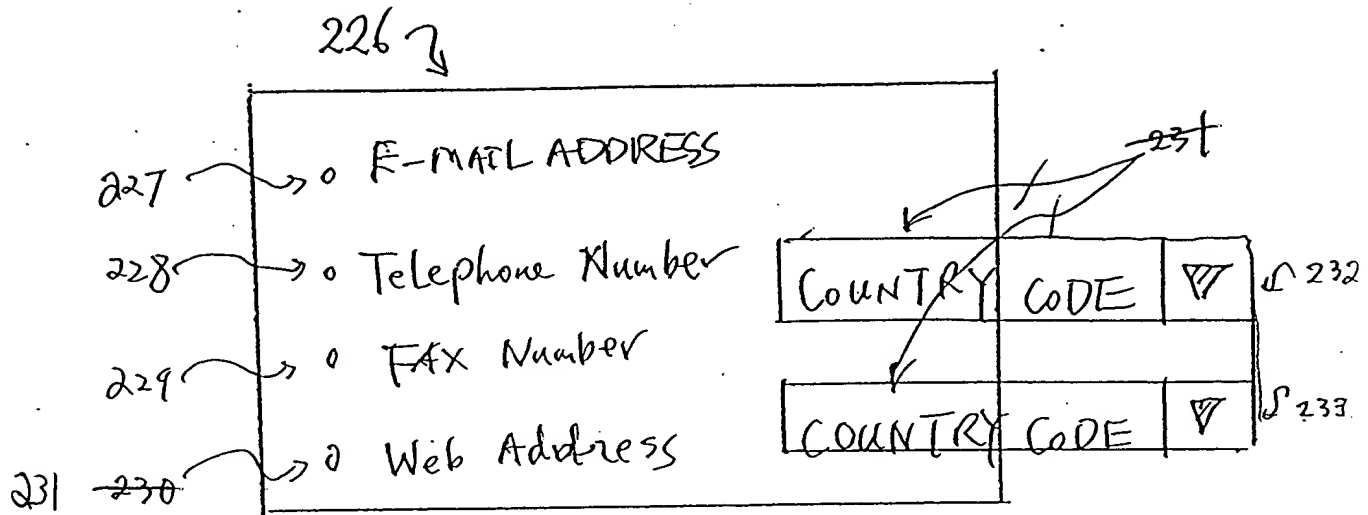 226
E-MAIL ADDRESS
231
227
228 Telephone Number COUNTRY CODE 232
229 FAX Number
COUNTRY CODE 233
231 230 Web Address